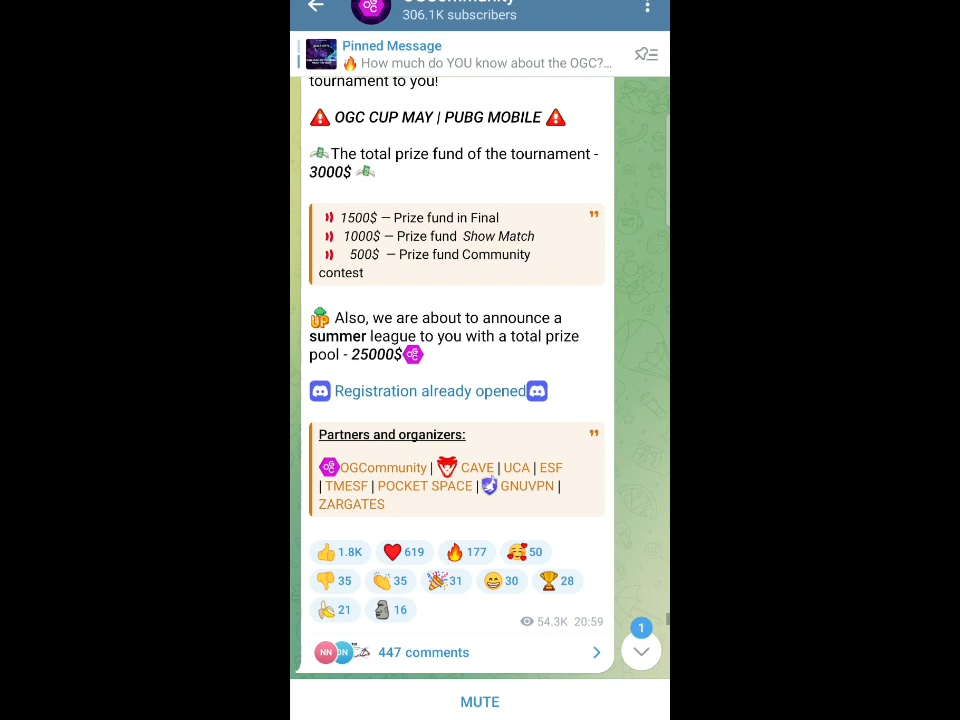 OGCommunity
306.1K subscribers
Pinned Message
🔥 How much do YOU know about the OGC?...
tournament to you!
⚠️ OGC CUP MAY | PUBG MOBILE ⚠️
💸The total prize fund of the tournament -
3000$ 💸
1500$ — Prize fund in Final
1000$ — Prize fund Show Match
500$ — Prize fund Community
contest
UP Also, we are about to announce a
summer league to you with a total prize
pool - 25000$
Registration already opened
Partners and organizers:
OGCommunity | CAVE | UCA | ESF
| TMESF | POCKET SPACE | GNUVPN |
ZARGATES
👍 1.8K ❤️ 619 🔥 177 🥰 50
👎 35 👏 35 🎉 31 😁 30 🏆 28
🍌 21 🗿 16
54.3K 20:59
1
NN DN 447 comments
MUTE